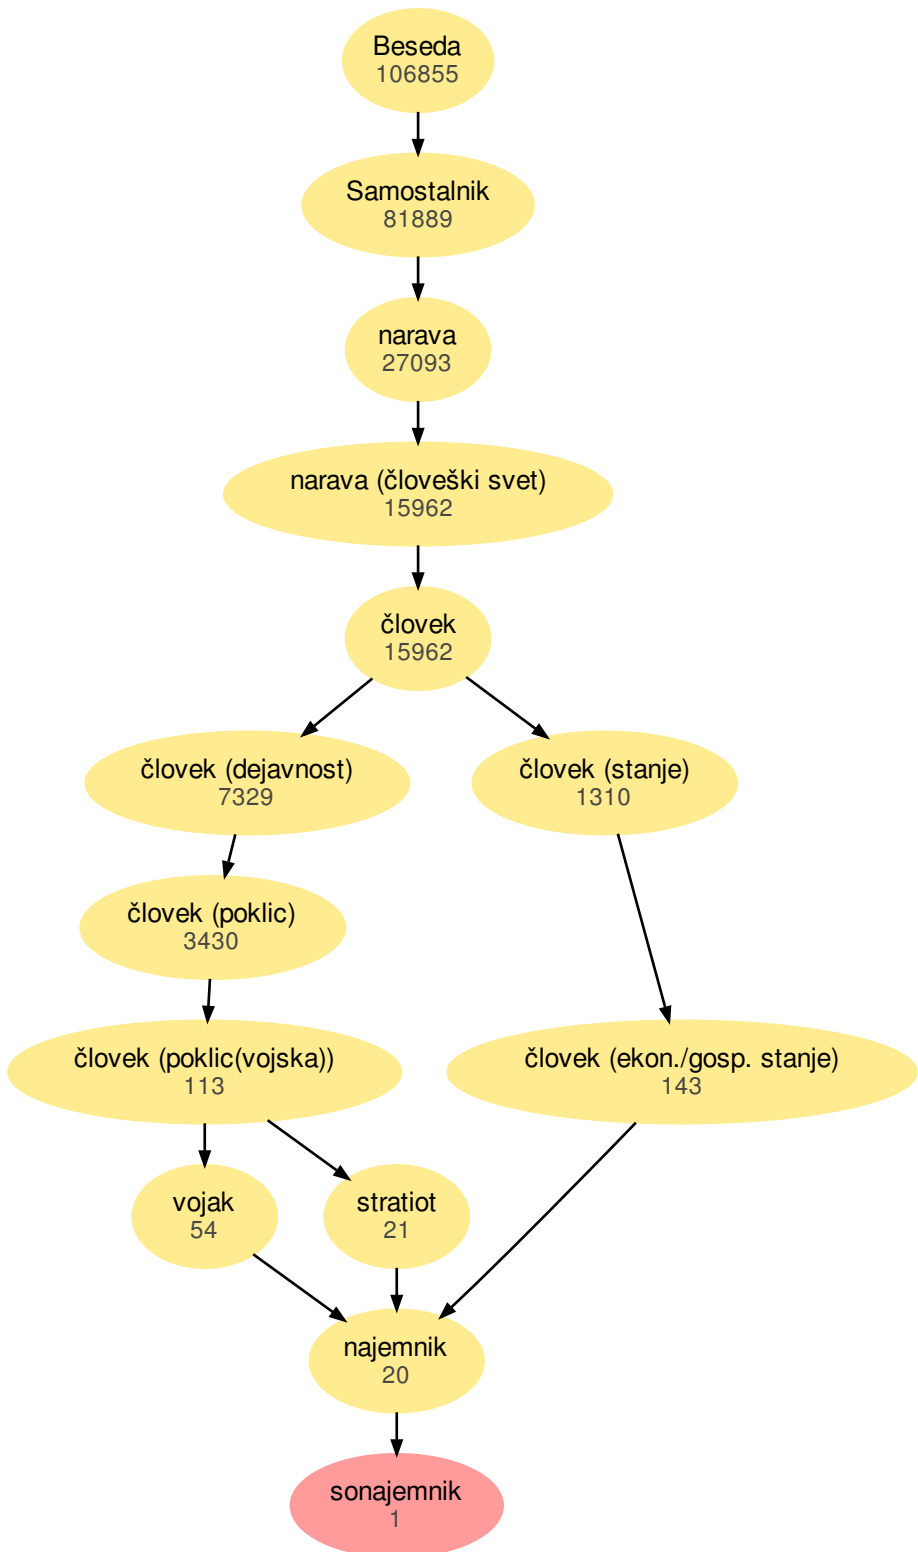 Beseda
106855
Samostalnik
81889
narava
27093
narava (človeški svet)
15962
človek
15962
človek (dejavnost)
7329
človek (stanje)
1310
človek (poklic)
3430
človek (poklic(vojska))
113
človek (ekon./gosp. stanje)
143
vojak
54
stratiot
21
najemnik
20
sonajemnik
1